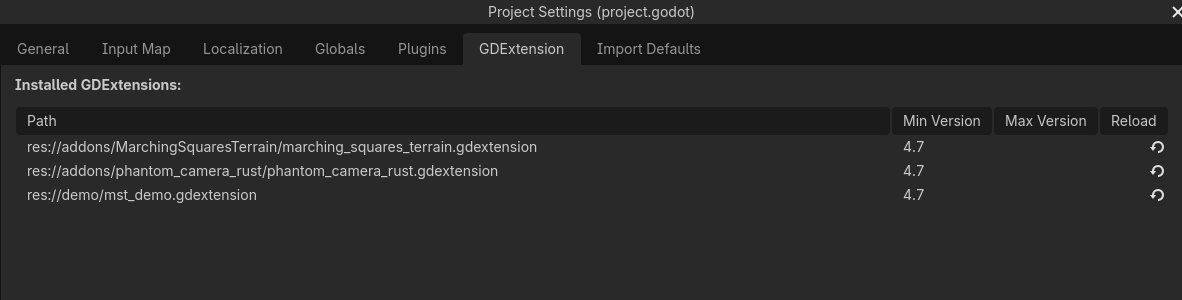 Project Settings (project.godot)
General Input Map Localization Globals Plugins GDExtension Import Defaults
Installed GDExtensions:
Path Min Version Max Version Reload
res://addons/MarchingSquaresTerrain/marching_squares_terrain.gdextension 4.7
res://addons/phantom_camera_rust/phantom_camera_rust.gdextension 4.7
res://demo/mst_demo.gdextension 4.7